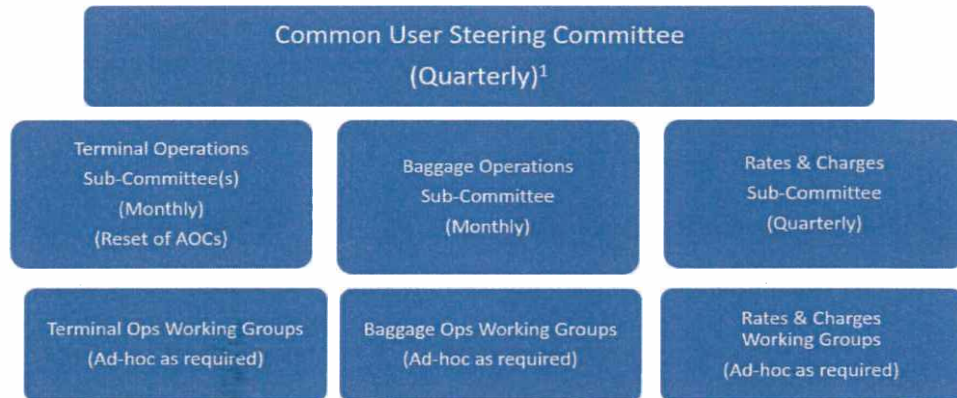 Common User Steering Committee
(Quarterly)¹
Terminal Operations
Sub-Committee(s)
(Monthly)
(Reset of AOCs)
Baggage Operations
Sub-Committee
(Monthly)
Rates & Charges
Sub-Committee
(Quarterly)
Terminal Ops Working Groups
(Ad-hoc as required)
Baggage Ops Working Groups
(Ad-hoc as required)
Rates & Charges
Working Groups
(Ad-hoc as required)